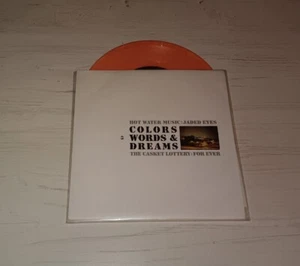 HOT WATER MUSIC · JADED EYES
COLORS
WORDS &
DREAMS
THE CASKET LOTTERY · FOR EVER